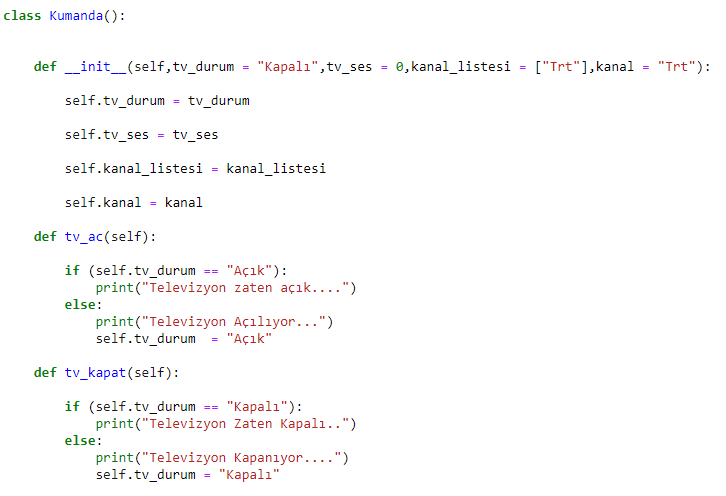 class Kumanda():
def __init__(self,tv_durum = "Kapalı",tv_ses = 0,kanal_listesi = ["Trt"],kanal = "Trt"):
self.tv_durum = tv_durum
self.tv_ses = tv_ses
self.kanal_listesi = kanal_listesi
self.kanal = kanal
def tv_ac(self):
if (self.tv_durum == "Açık"):
print("Televizyon zaten açık....")
else:
print("Televizyon Açılıyor...")
self.tv_durum  = "Açık"
def tv_kapat(self):
if (self.tv_durum == "Kapalı"):
print("Televizyon Zaten Kapalı..")
else:
print("Televizyon Kapanıyor....")
self.tv_durum = "Kapalı"